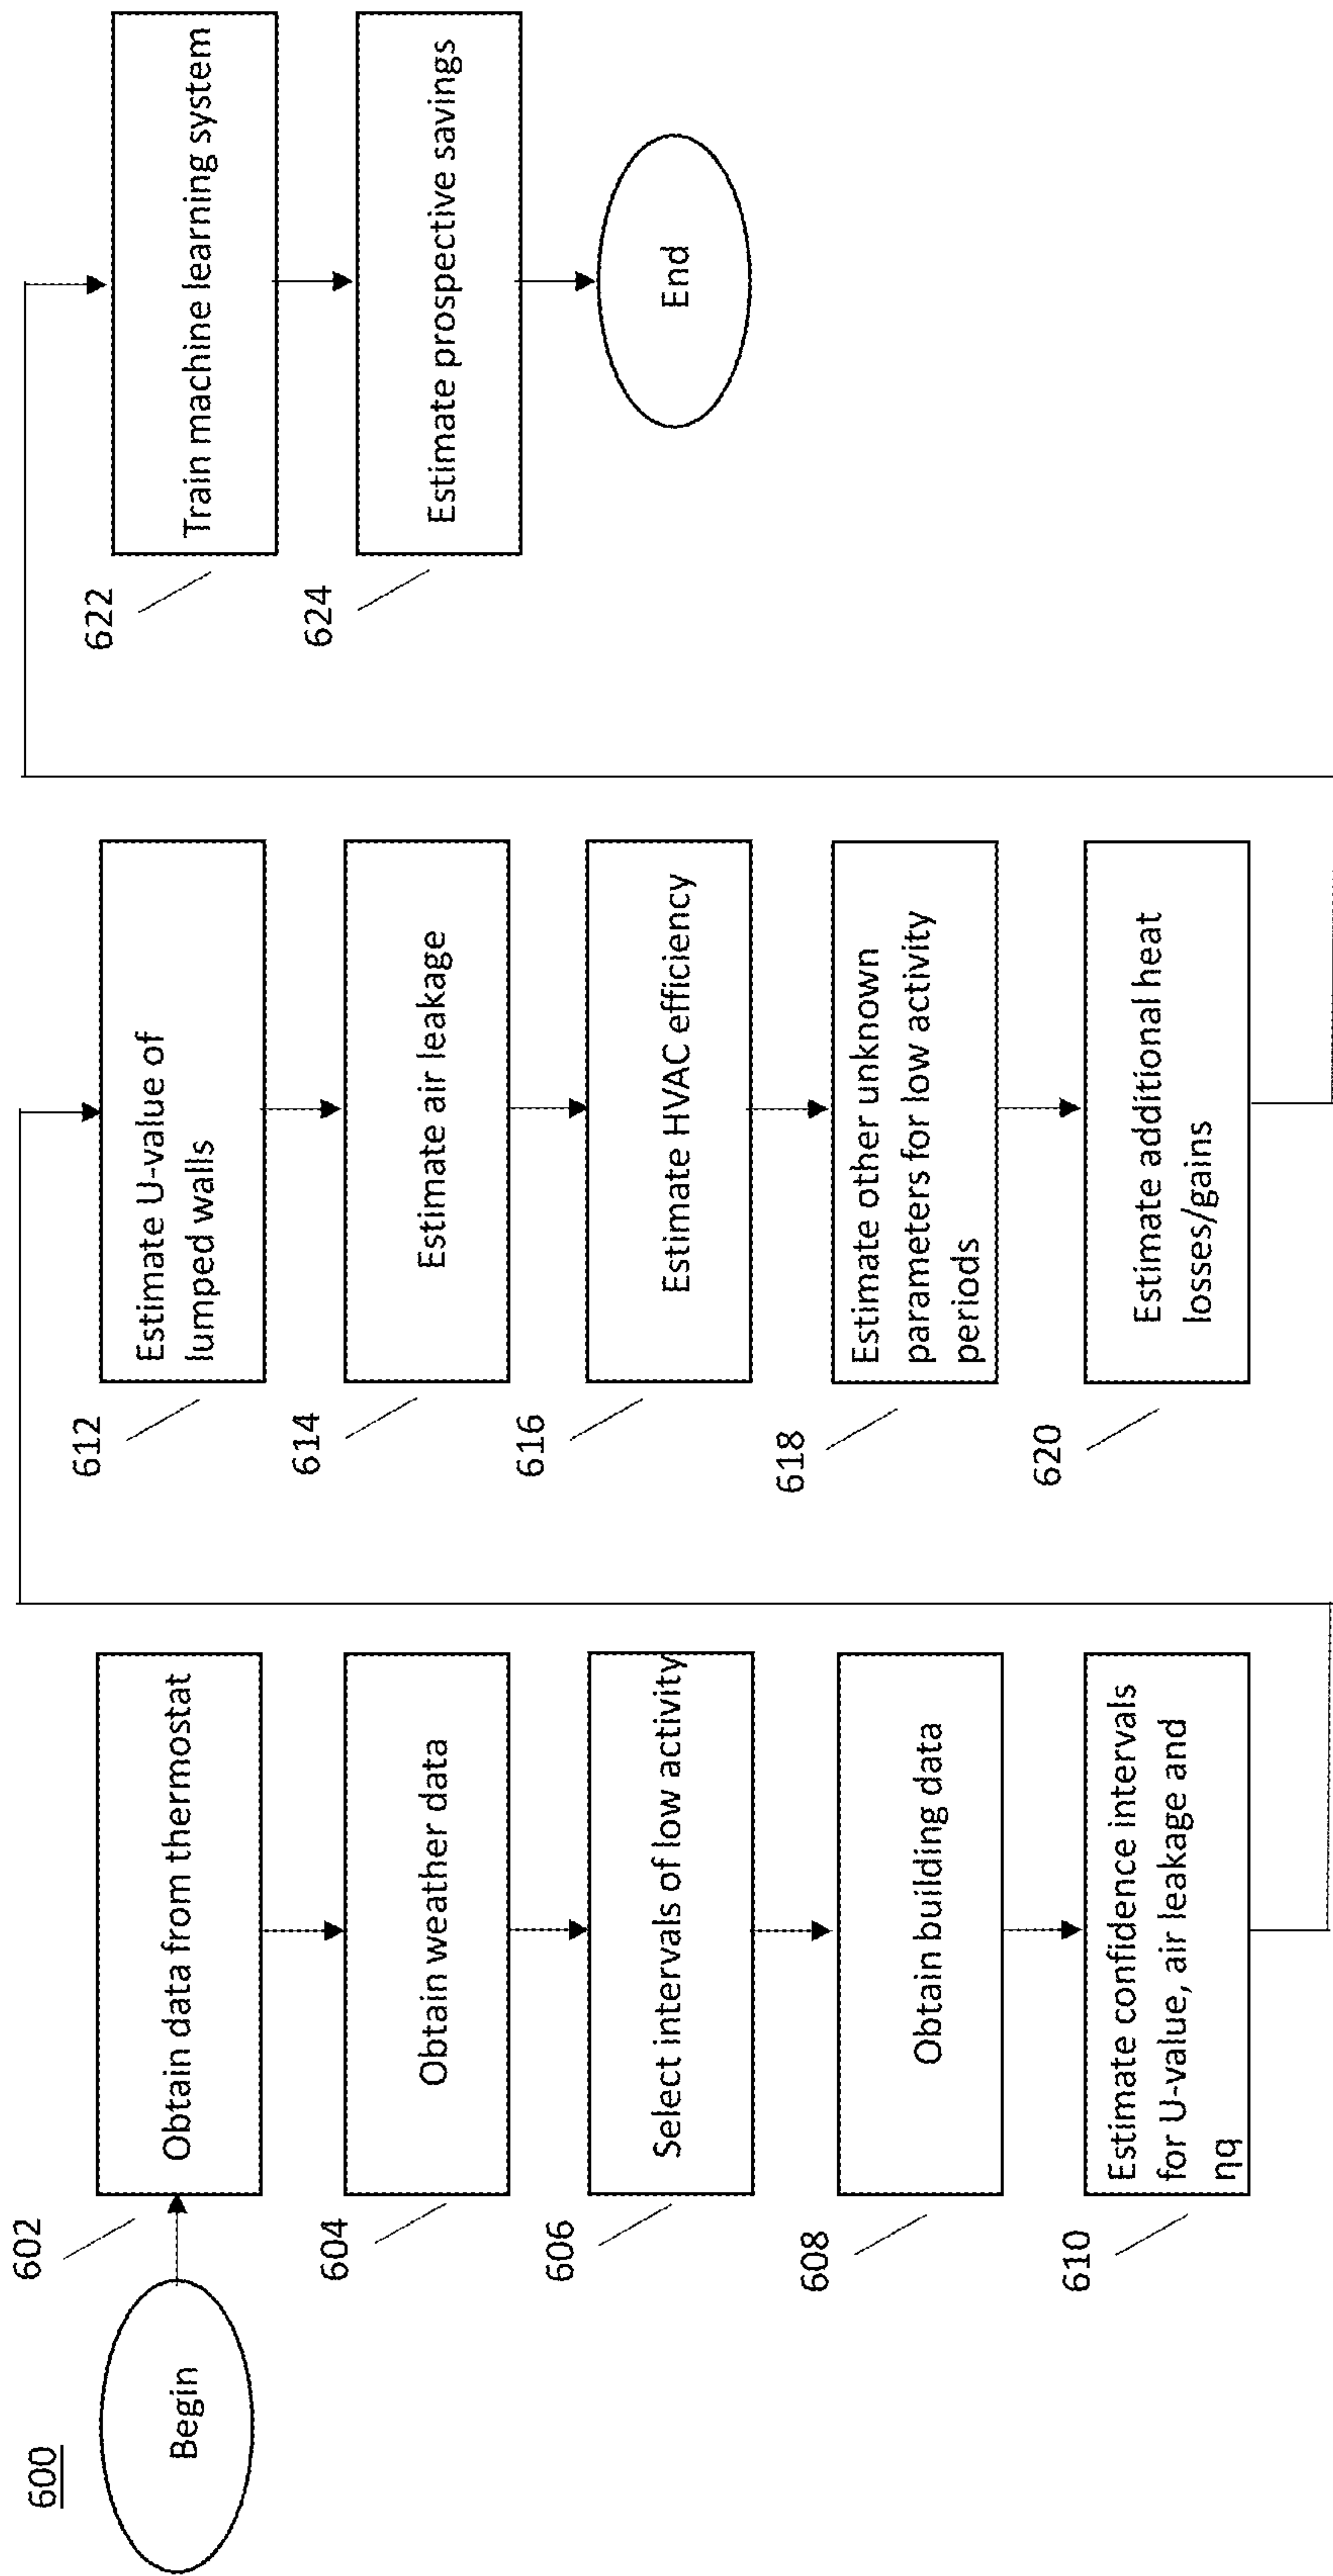 600
Begin
602
Obtain data from thermostat
604
Obtain weather data
606
Select intervals of low activity
608
Obtain building data
610
Estimate confidence intervals
for U-value, air leakage and
ηq
612
Estimate U-value of
lumped walls
614
Estimate air leakage
616
Estimate HVAC efficiency
618
Estimate other unknown
parameters for low activity
periods
620
Estimate additional heat
losses/gains
622
Train machine learning system
624
Estimate prospective savings
End